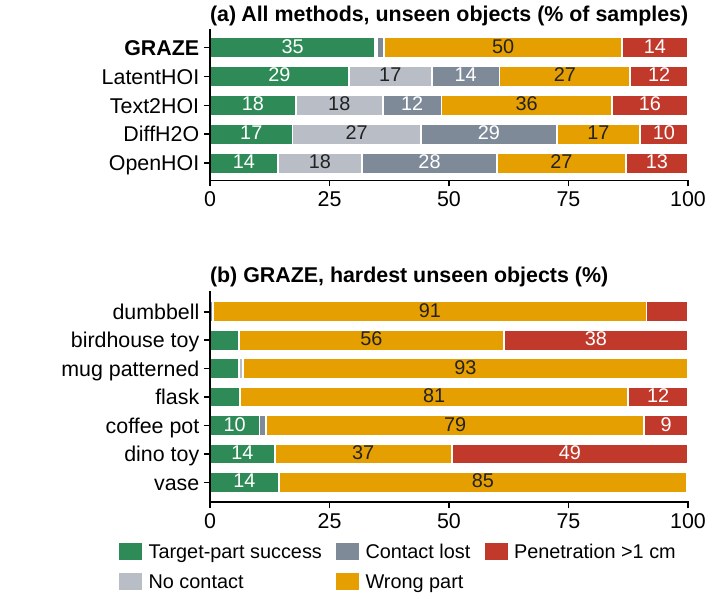 (a) All methods, unseen objects (% of samples)
GRAZE 35 50 14
LatentHOI 29 17 14 27 12
Text2HOI 18 18 12 36 16
DiffH2O 17 27 29 17 10
OpenHOI 14 18 28 27 13
0 25 50 75 100
(b) GRAZE, hardest unseen objects (%)
dumbbell 91
birdhouse toy 56 38
mug patterned 93
flask 81 12
coffee pot 10 79 9
dino toy 14 37 49
vase 14 85
0 25 50 75 100
Target-part success Contact lost Penetration >1 cm
No contact Wrong part